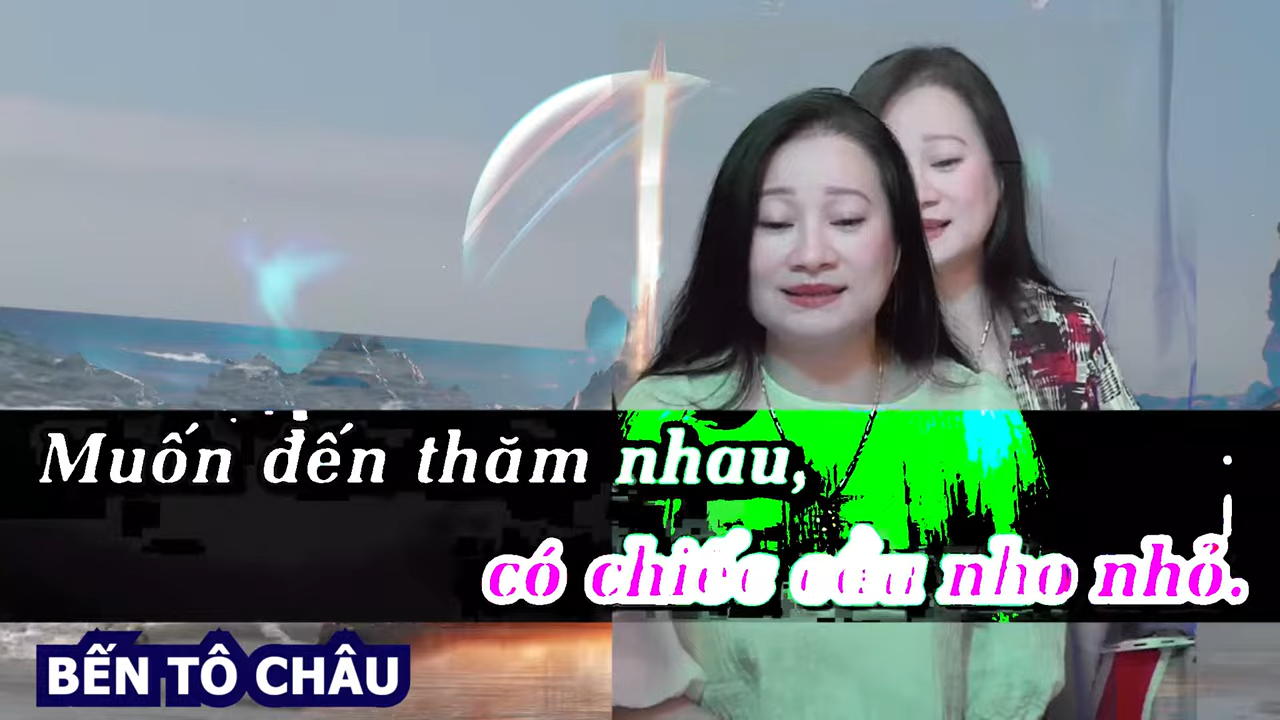 Muốn đến thăm nhau,
có chiếc cầu nho nhỏ.
BẾN TÔ CHÂU